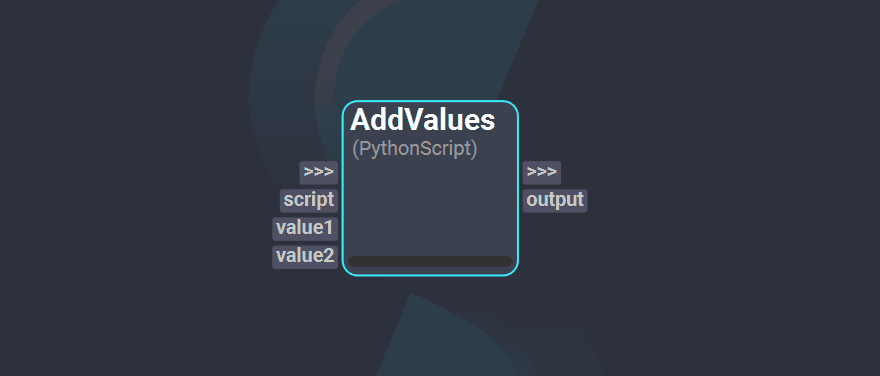 AddValues
(PythonScript)
>>> >>>
script output
value1
value2